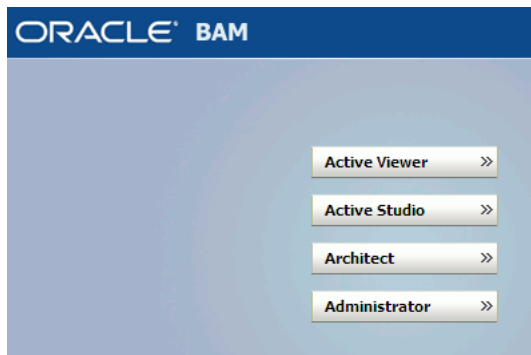 ORACLE BAM
Active Viewer »
Active Studio »
Architect »
Administrator »